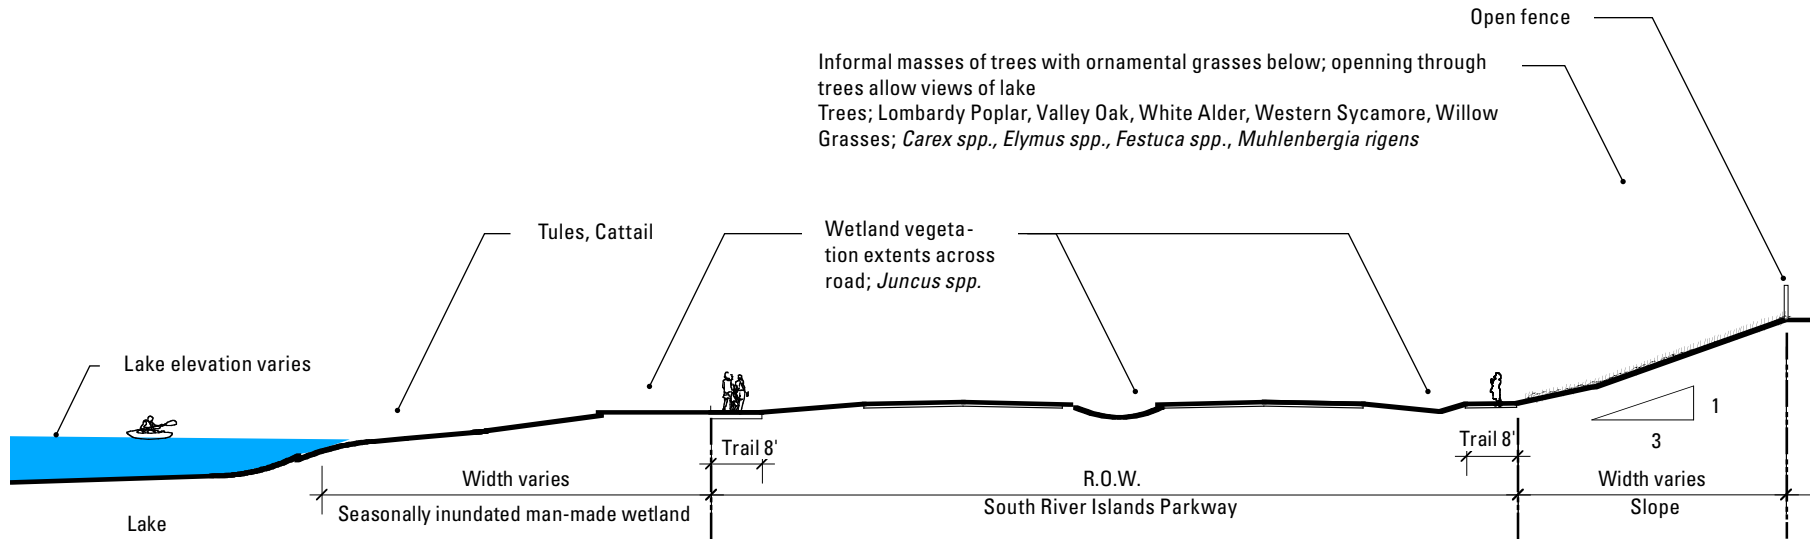 Open fence
Informal masses of trees with ornamental grasses below; openning through
trees allow views of lake
Trees; Lombardy Poplar, Valley Oak, White Alder, Western Sycamore, Willow
Grasses; Carex spp., Elymus spp., Festuca spp., Muhlenbergia rigens
Tules, Cattail
Wetland vegeta-
tion extents across
road; Juncus spp.
Lake elevation varies
1
3
Trail 8'
Trail 8'
Width varies
R.O.W.
Width varies
Seasonally inundated man-made wetland
South River Islands Parkway
Slope
Lake